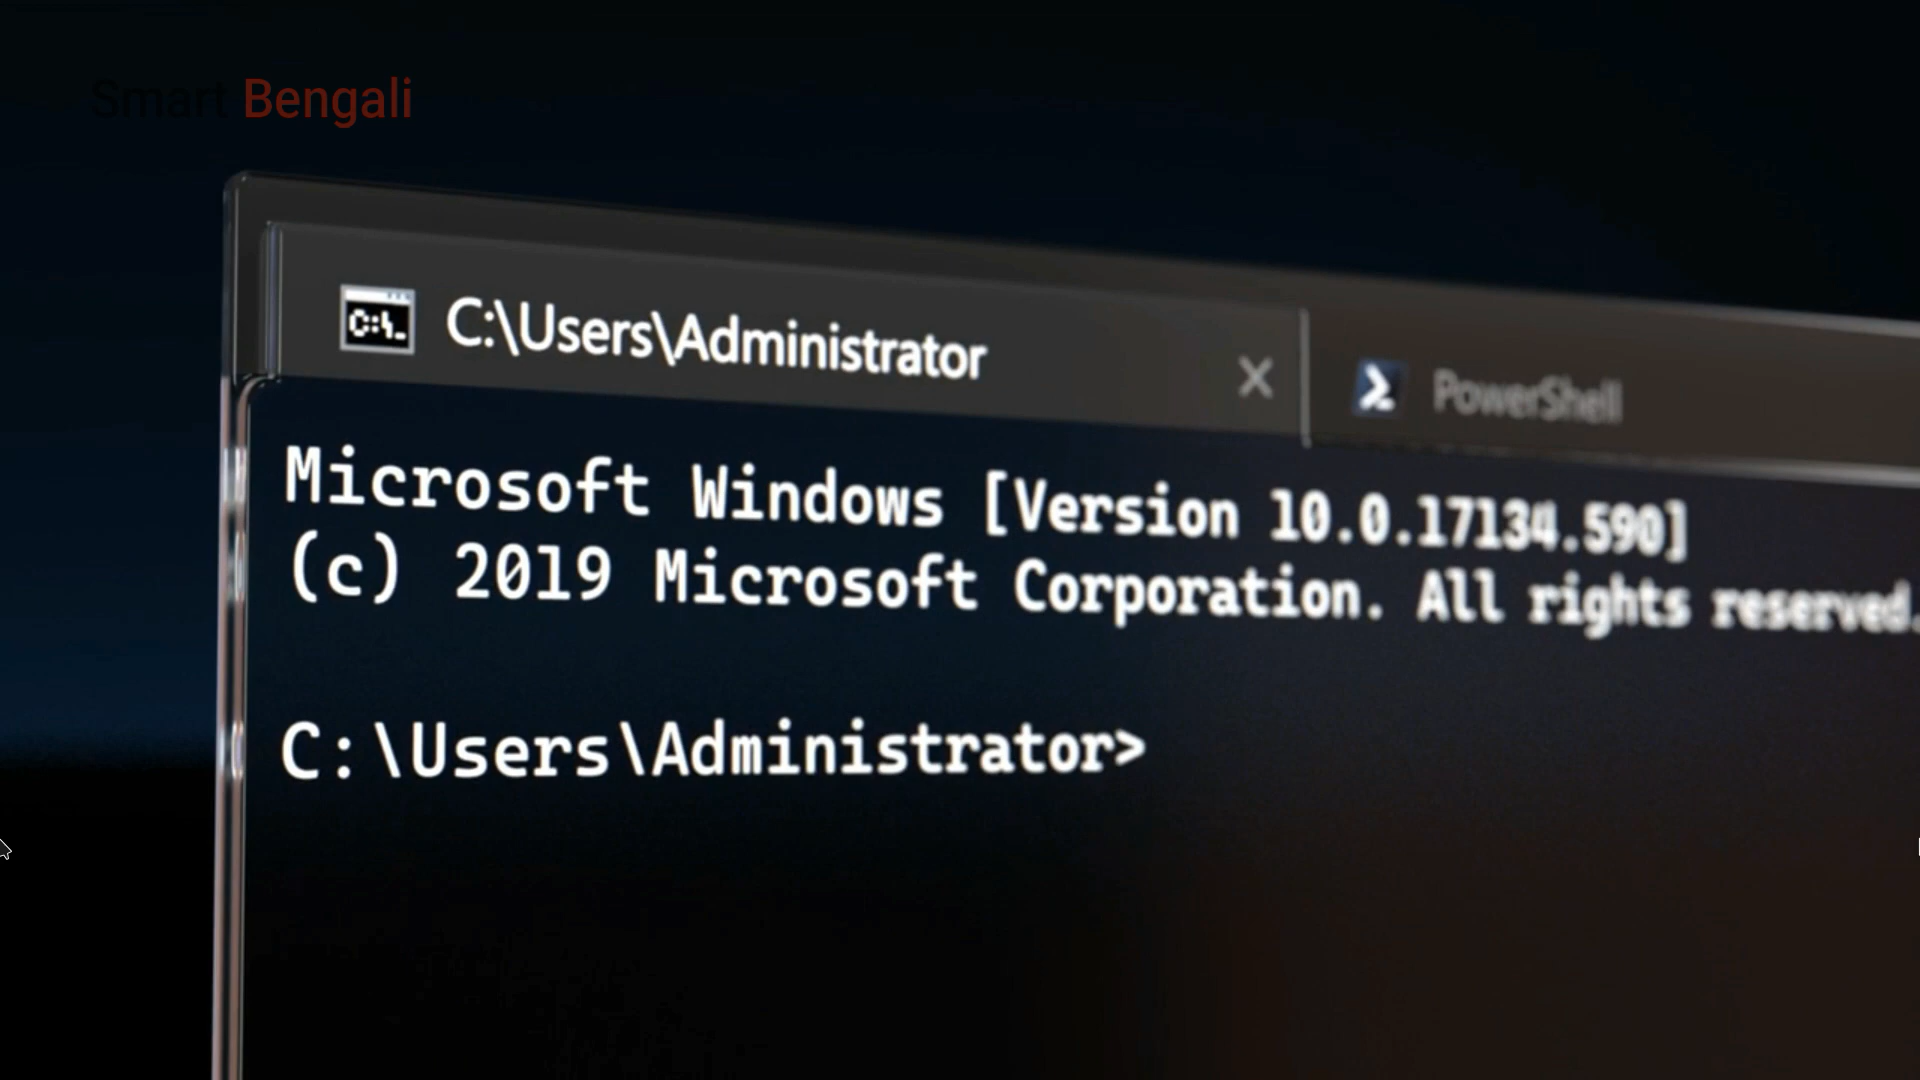 Smart Bengali
C:\Users\Administrator
PowerShell
Microsoft Windows [Version 10.0.17134.590]
(c) 2019 Microsoft Corporation. All rights reserved.
C:\Users\Administrator>